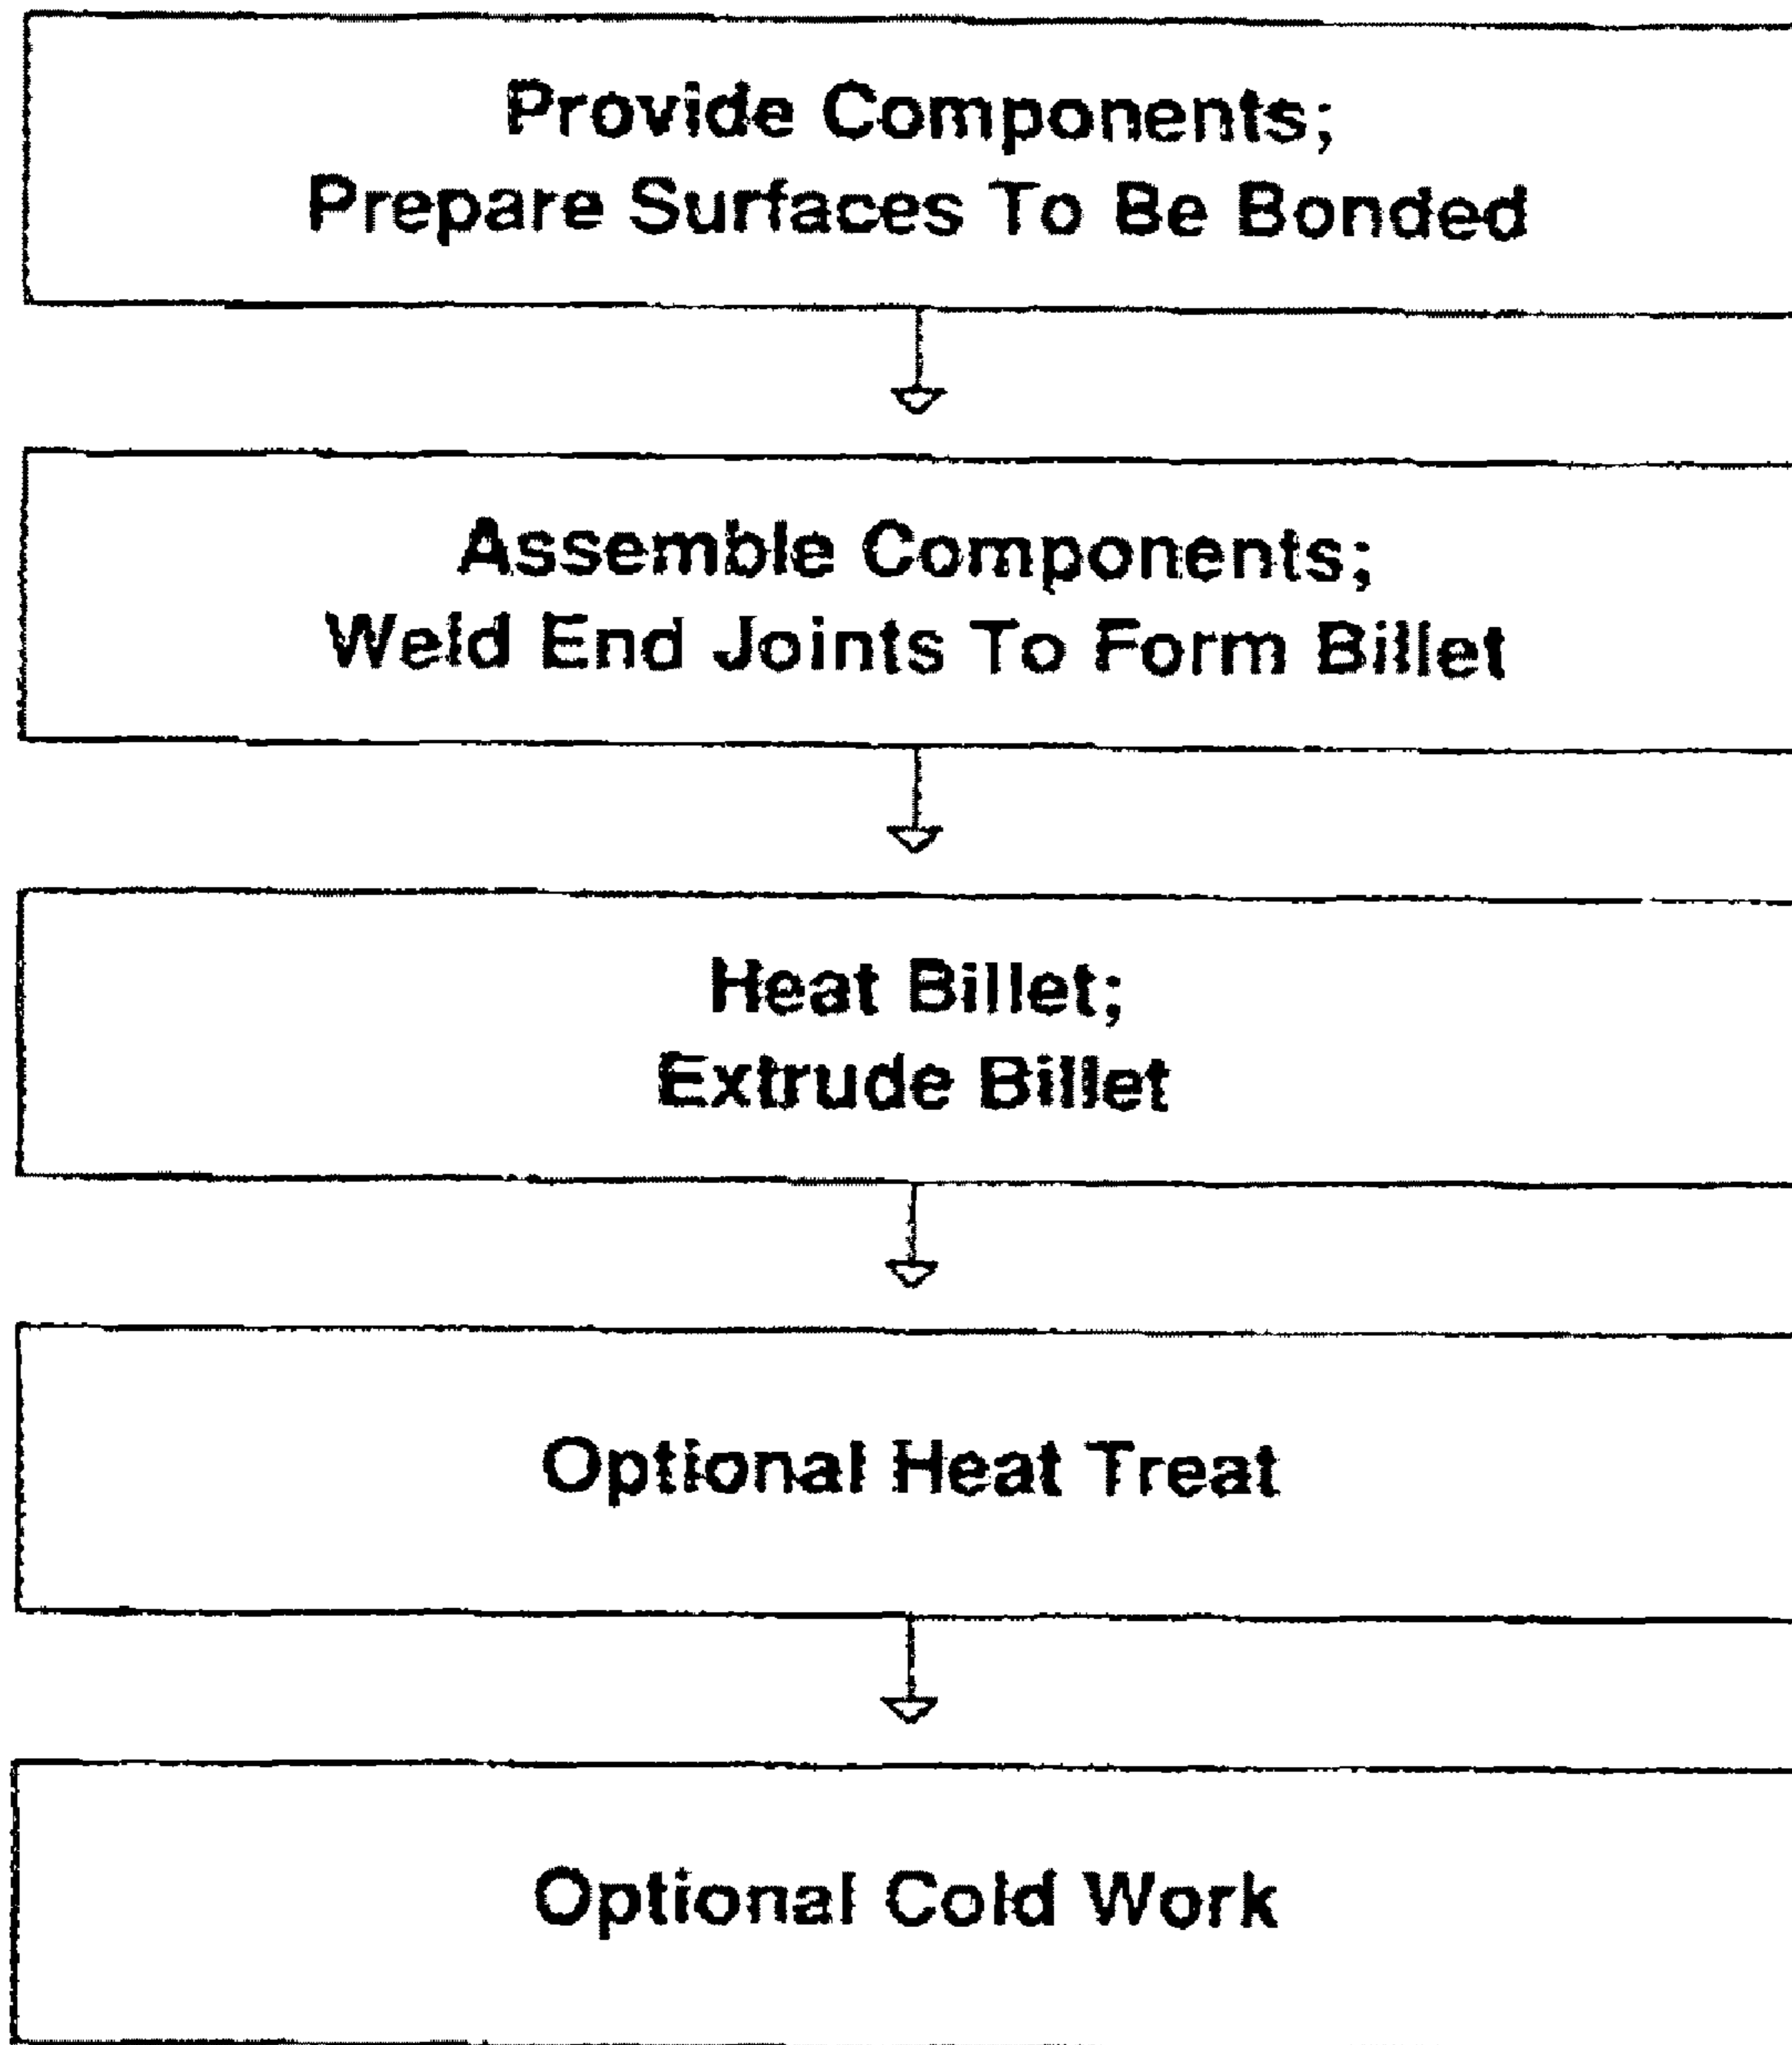 Provide Components;
Prepare Surfaces To Be Bonded
Assemble Components;
Weld End Joints To Form Billet
Heat Billet;
Extrude Billet
Optional Heat Treat
Optional Cold Work